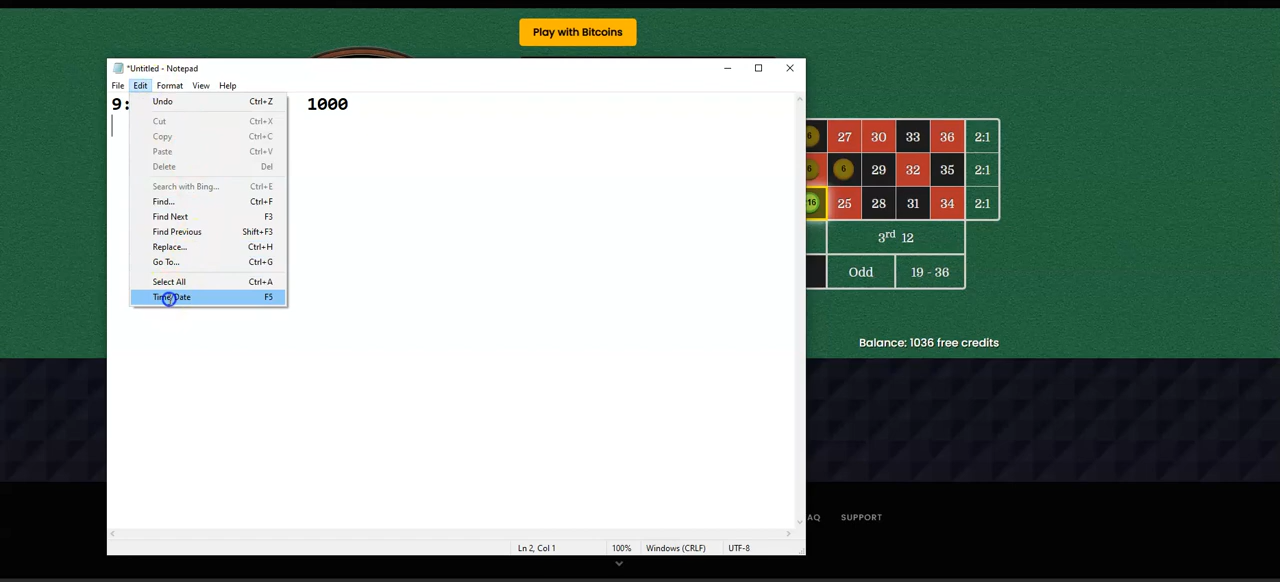 Play with Bitcoins
*Untitled - Notepad
File Edit Format View Help
9: 1000
Undo Ctrl+Z
Cut Ctrl+X
Copy Ctrl+C
Paste Ctrl+V
Delete Del
Search with Bing... Ctrl+E
Find... Ctrl+F
Find Next F3
Find Previous Shift+F3
Replace... Ctrl+H
Go To... Ctrl+G
Select All Ctrl+A
Time/Date F5
6 27 30 33 36 2:1
6 6 29 32 35 2:1
16 25 28 31 34 2:1
3rd 12
Odd 19 - 36
Balance: 1036 free credits
AQ SUPPORT
Ln 2, Col 1 100% Windows (CRLF) UTF-8